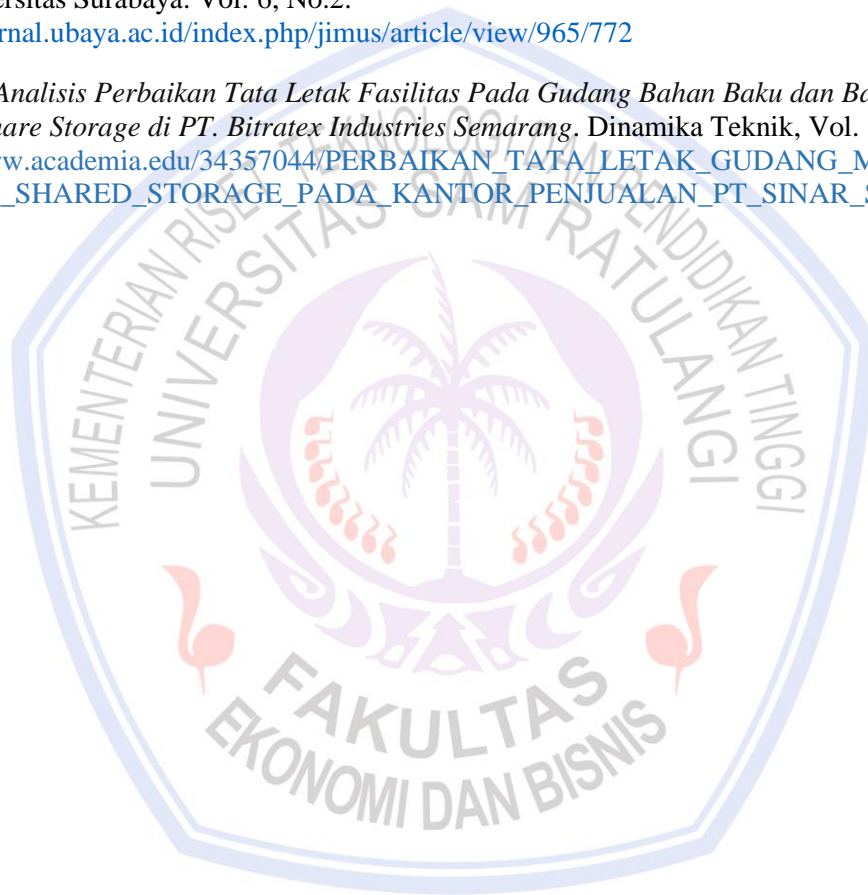 ersitas Surabaya. Vol. 6, No.2.
rnal.ubaya.ac.id/index.php/jimus/article/view/965/772
Analisis Perbaikan Tata Letak Fasilitas Pada Gudang Bahan Baku dan Ba
are Storage di PT. Bitratex Industries Semarang. Dinamika Teknik, Vol.
w.academia.edu/34357044/PERBAIKAN_TATA_LETAK_GUDANG_M
_SHARED_STORAGE_PADA_KANTOR_PENJUALAN_PT_SINAR_S
KEMENTERIAN RISET TEKNOLOGI DAN PENDIDIKAN TINGGI
UNIVERSITAS SAM RATULANGI
FAKULTAS
EKONOMI DAN BISNIS